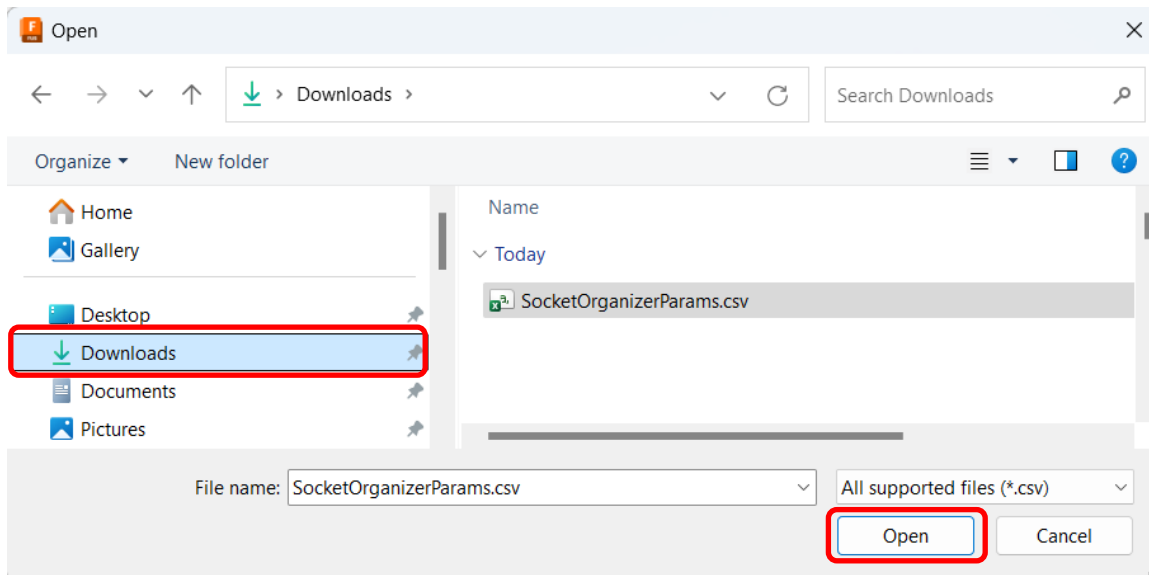 Open
Downloads
Search Downloads
Organize
New folder
Home
Gallery
Desktop
Downloads
Documents
Pictures
Name
Today
SocketOrganizerParams.csv
File name: SocketOrganizerParams.csv
All supported files (*.csv)
Open
Cancel